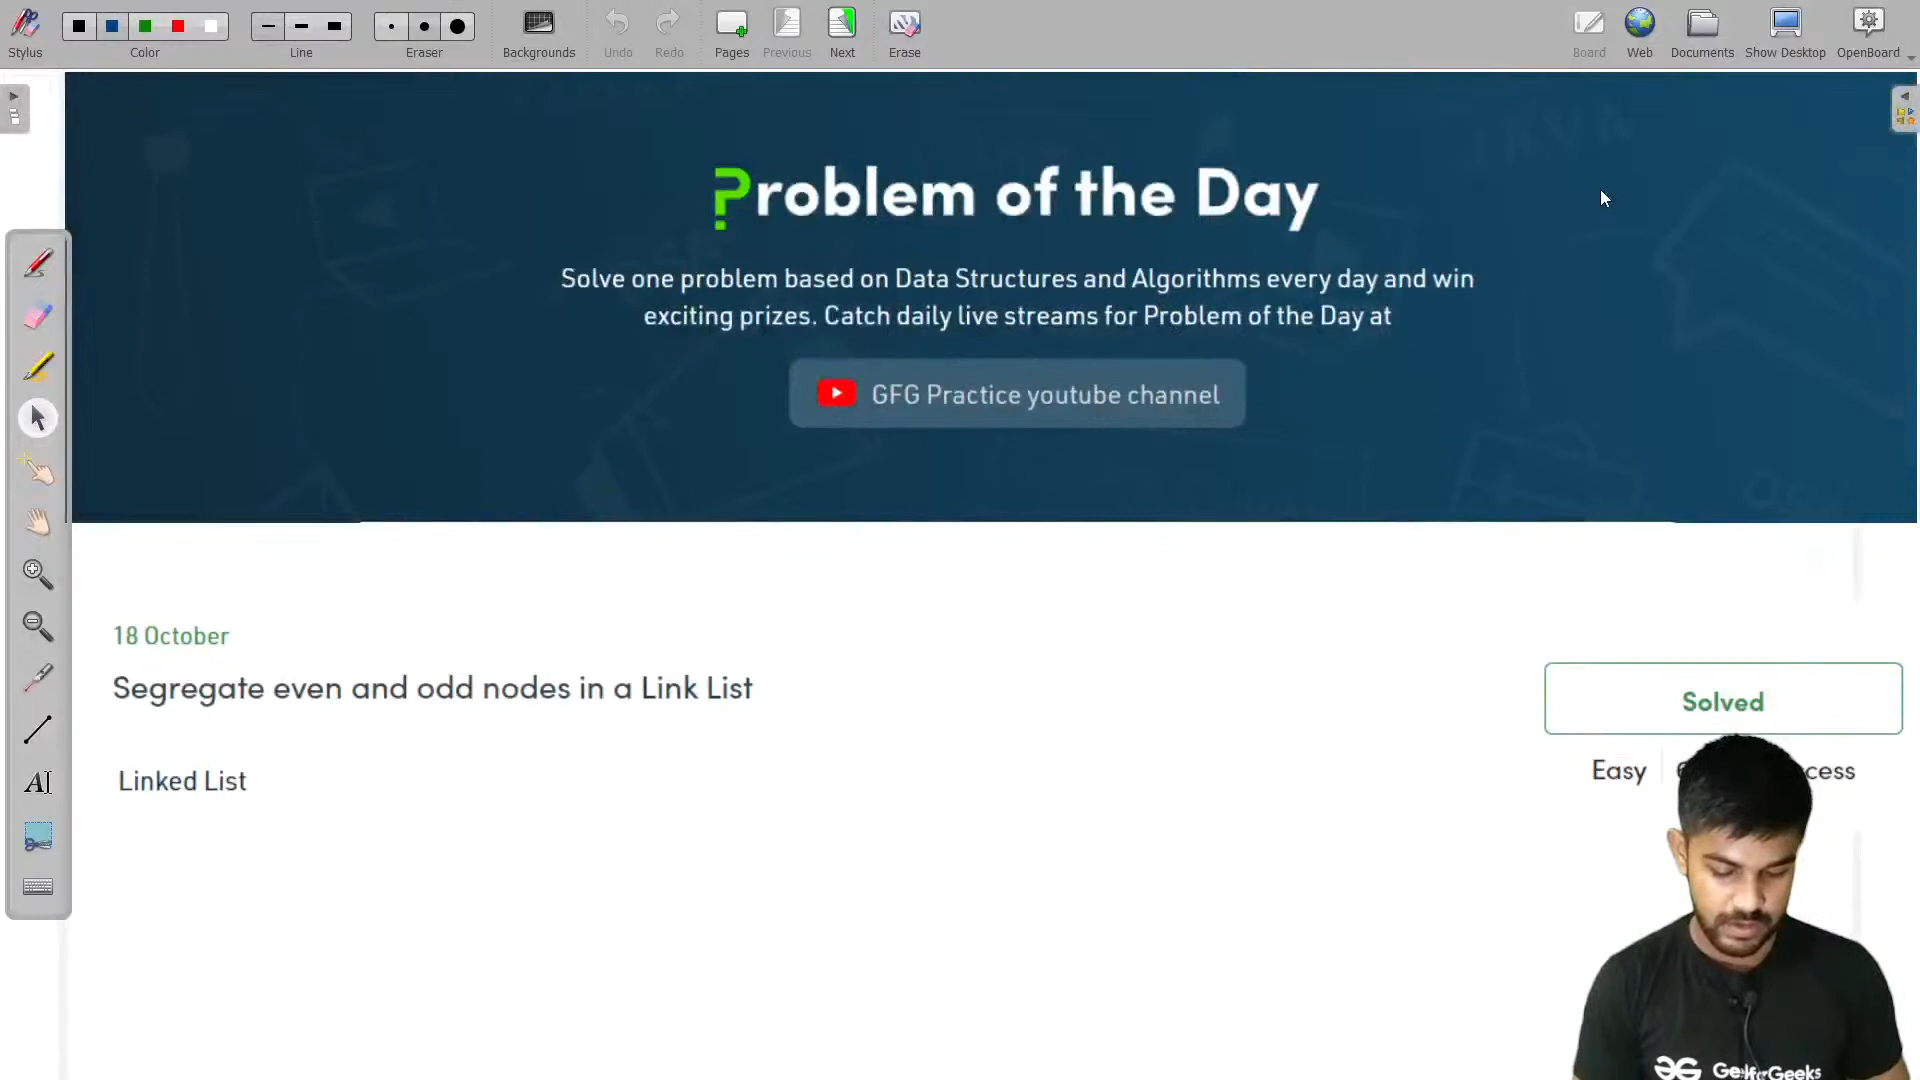 Stylus
Color
Line
Eraser
Backgrounds
Undo
Redo
Pages
Previous
Next
Erase
Board
Web
Documents
Show Desktop
OpenBoard
Problem of the Day
Solve one problem based on Data Structures and Algorithms every day and win
exciting prizes. Catch daily live streams for Problem of the Day at
GFG Practice youtube channel
JAVA
18 October
Segregate even and odd nodes in a Link List
Solved
Easy
cess
Linked List
AI
GeeksforGeeks